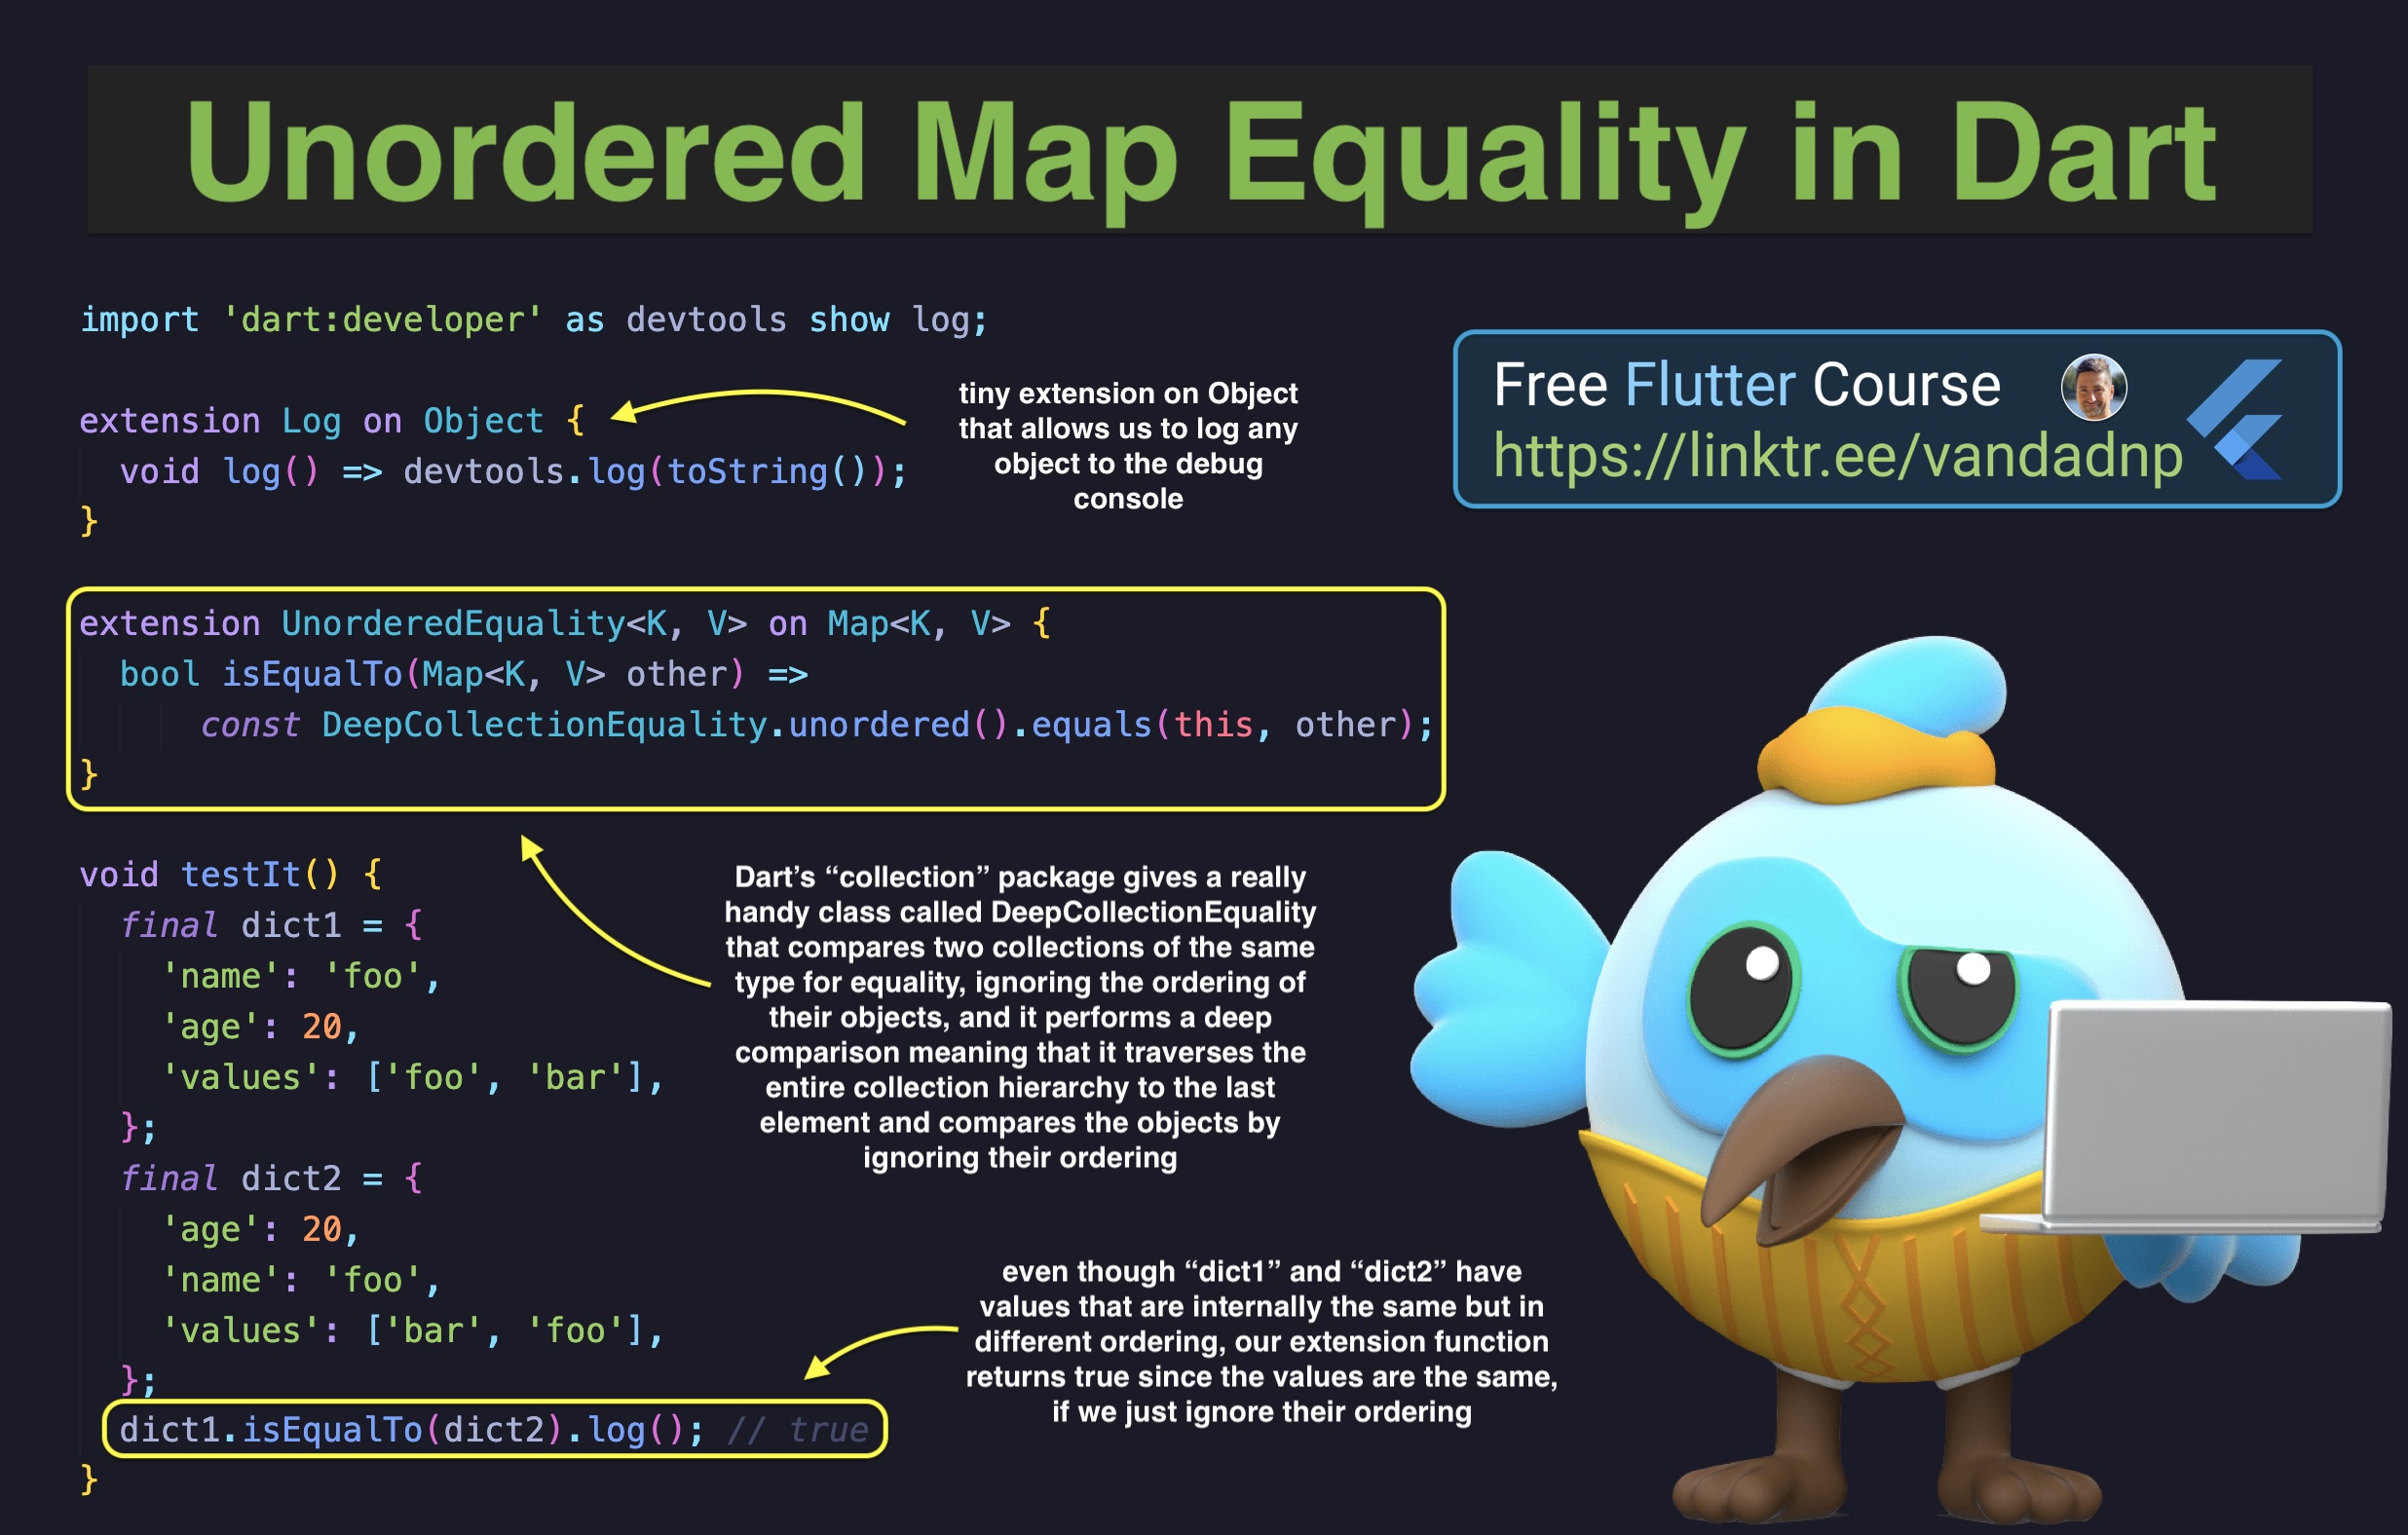 Unordered Map Equality in Dart
import 'dart:developer' as devtools show log;
extension Log on Object {
  void log() => devtools.log(toString());
}
tiny extension on Object
that allows us to log any
object to the debug
console
Free Flutter Course
https://linktr.ee/vandadnp
extension UnorderedEquality<K, V> on Map<K, V> {
  bool isEqualTo(Map<K, V> other) =>
      const DeepCollectionEquality.unordered().equals(this, other);
}
void testIt() {
  final dict1 = {
    'name': 'foo',
    'age': 20,
    'values': ['foo', 'bar'],
  };
  final dict2 = {
    'age': 20,
    'name': 'foo',
    'values': ['bar', 'foo'],
  };
  dict1.isEqualTo(dict2).log(); // true
}
Dart’s “collection” package gives a really
handy class called DeepCollectionEquality
that compares two collections of the same
type for equality, ignoring the ordering of
their objects, and it performs a deep
comparison meaning that it traverses the
entire collection hierarchy to the last
element and compares the objects by
ignoring their ordering
even though “dict1” and “dict2” have
values that are internally the same but in
different ordering, our extension function
returns true since the values are the same,
if we just ignore their ordering